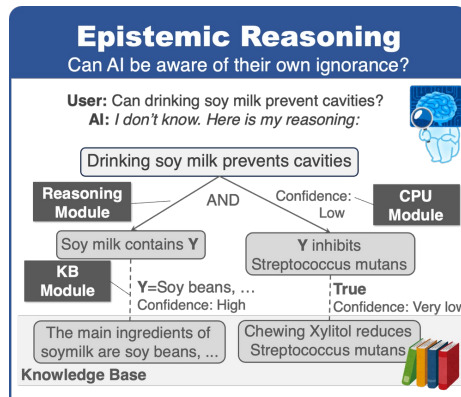 Epistemic Reasoning
Can AI be aware of their own ignorance?
User: Can drinking soy milk prevent cavities?
AI: I don't know. Here is my reasoning:
Drinking soy milk prevents cavities
Reasoning
Module
AND
Confidence:
Low
CPU
Module
Soy milk contains Y
Y inhibits
Streptococcus mutans
KB
Module
Y=Soy beans, ...
Confidence: High
True
Confidence: Very low
The main ingredients of
soymilk are soy beans, ...
Chewing Xylitol reduces
Streptococcus mutans
Knowledge Base